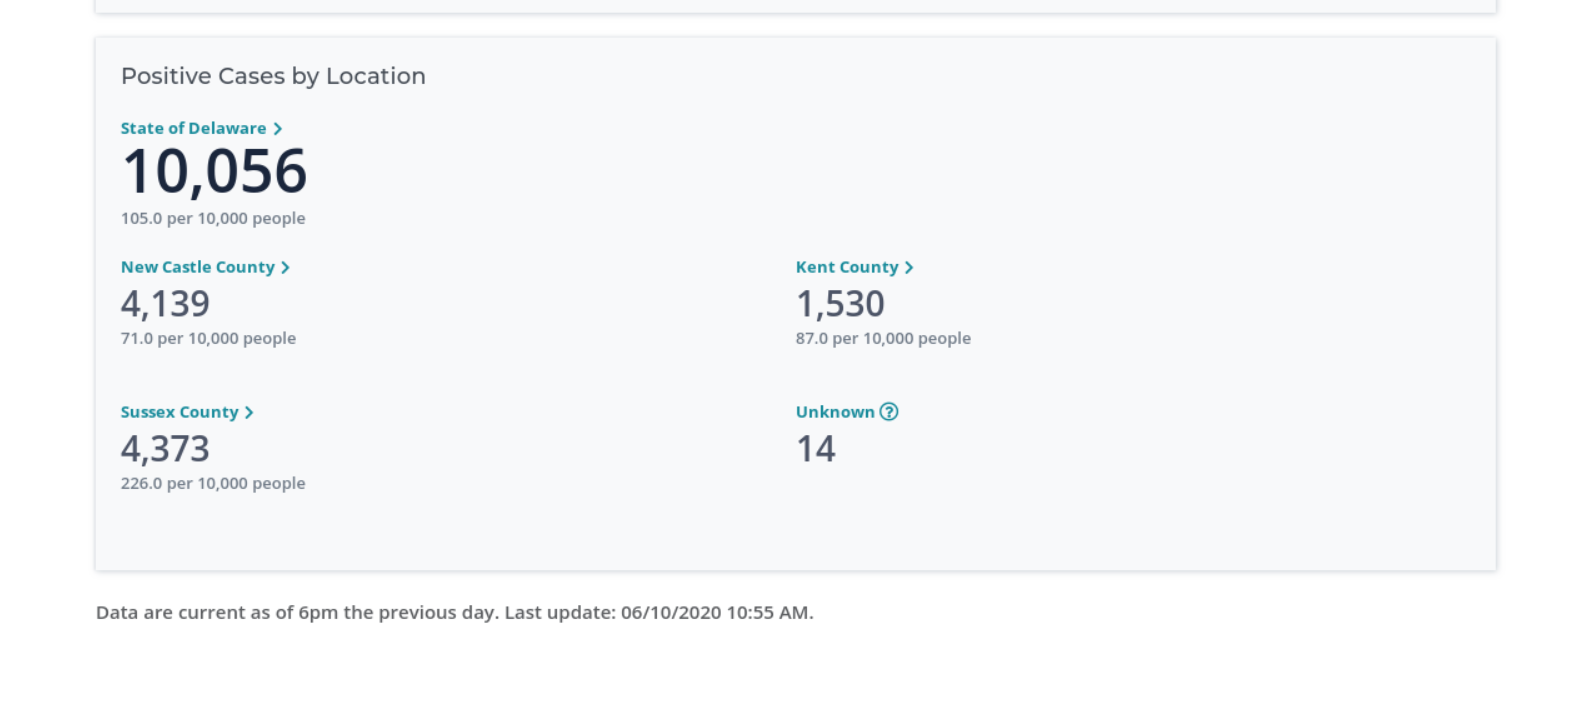 Positive Cases by Location
State of Delaware
10,056
105.0 per 10,000 people
New Castle County
4,139
71.0 per 10,000 people
Kent County
1,530
87.0 per 10,000 people
Sussex County
4,373
226.0 per 10,000 people
Unknown
14
Data are current as of 6pm the previous day. Last update: 06/10/2020 10:55 AM.